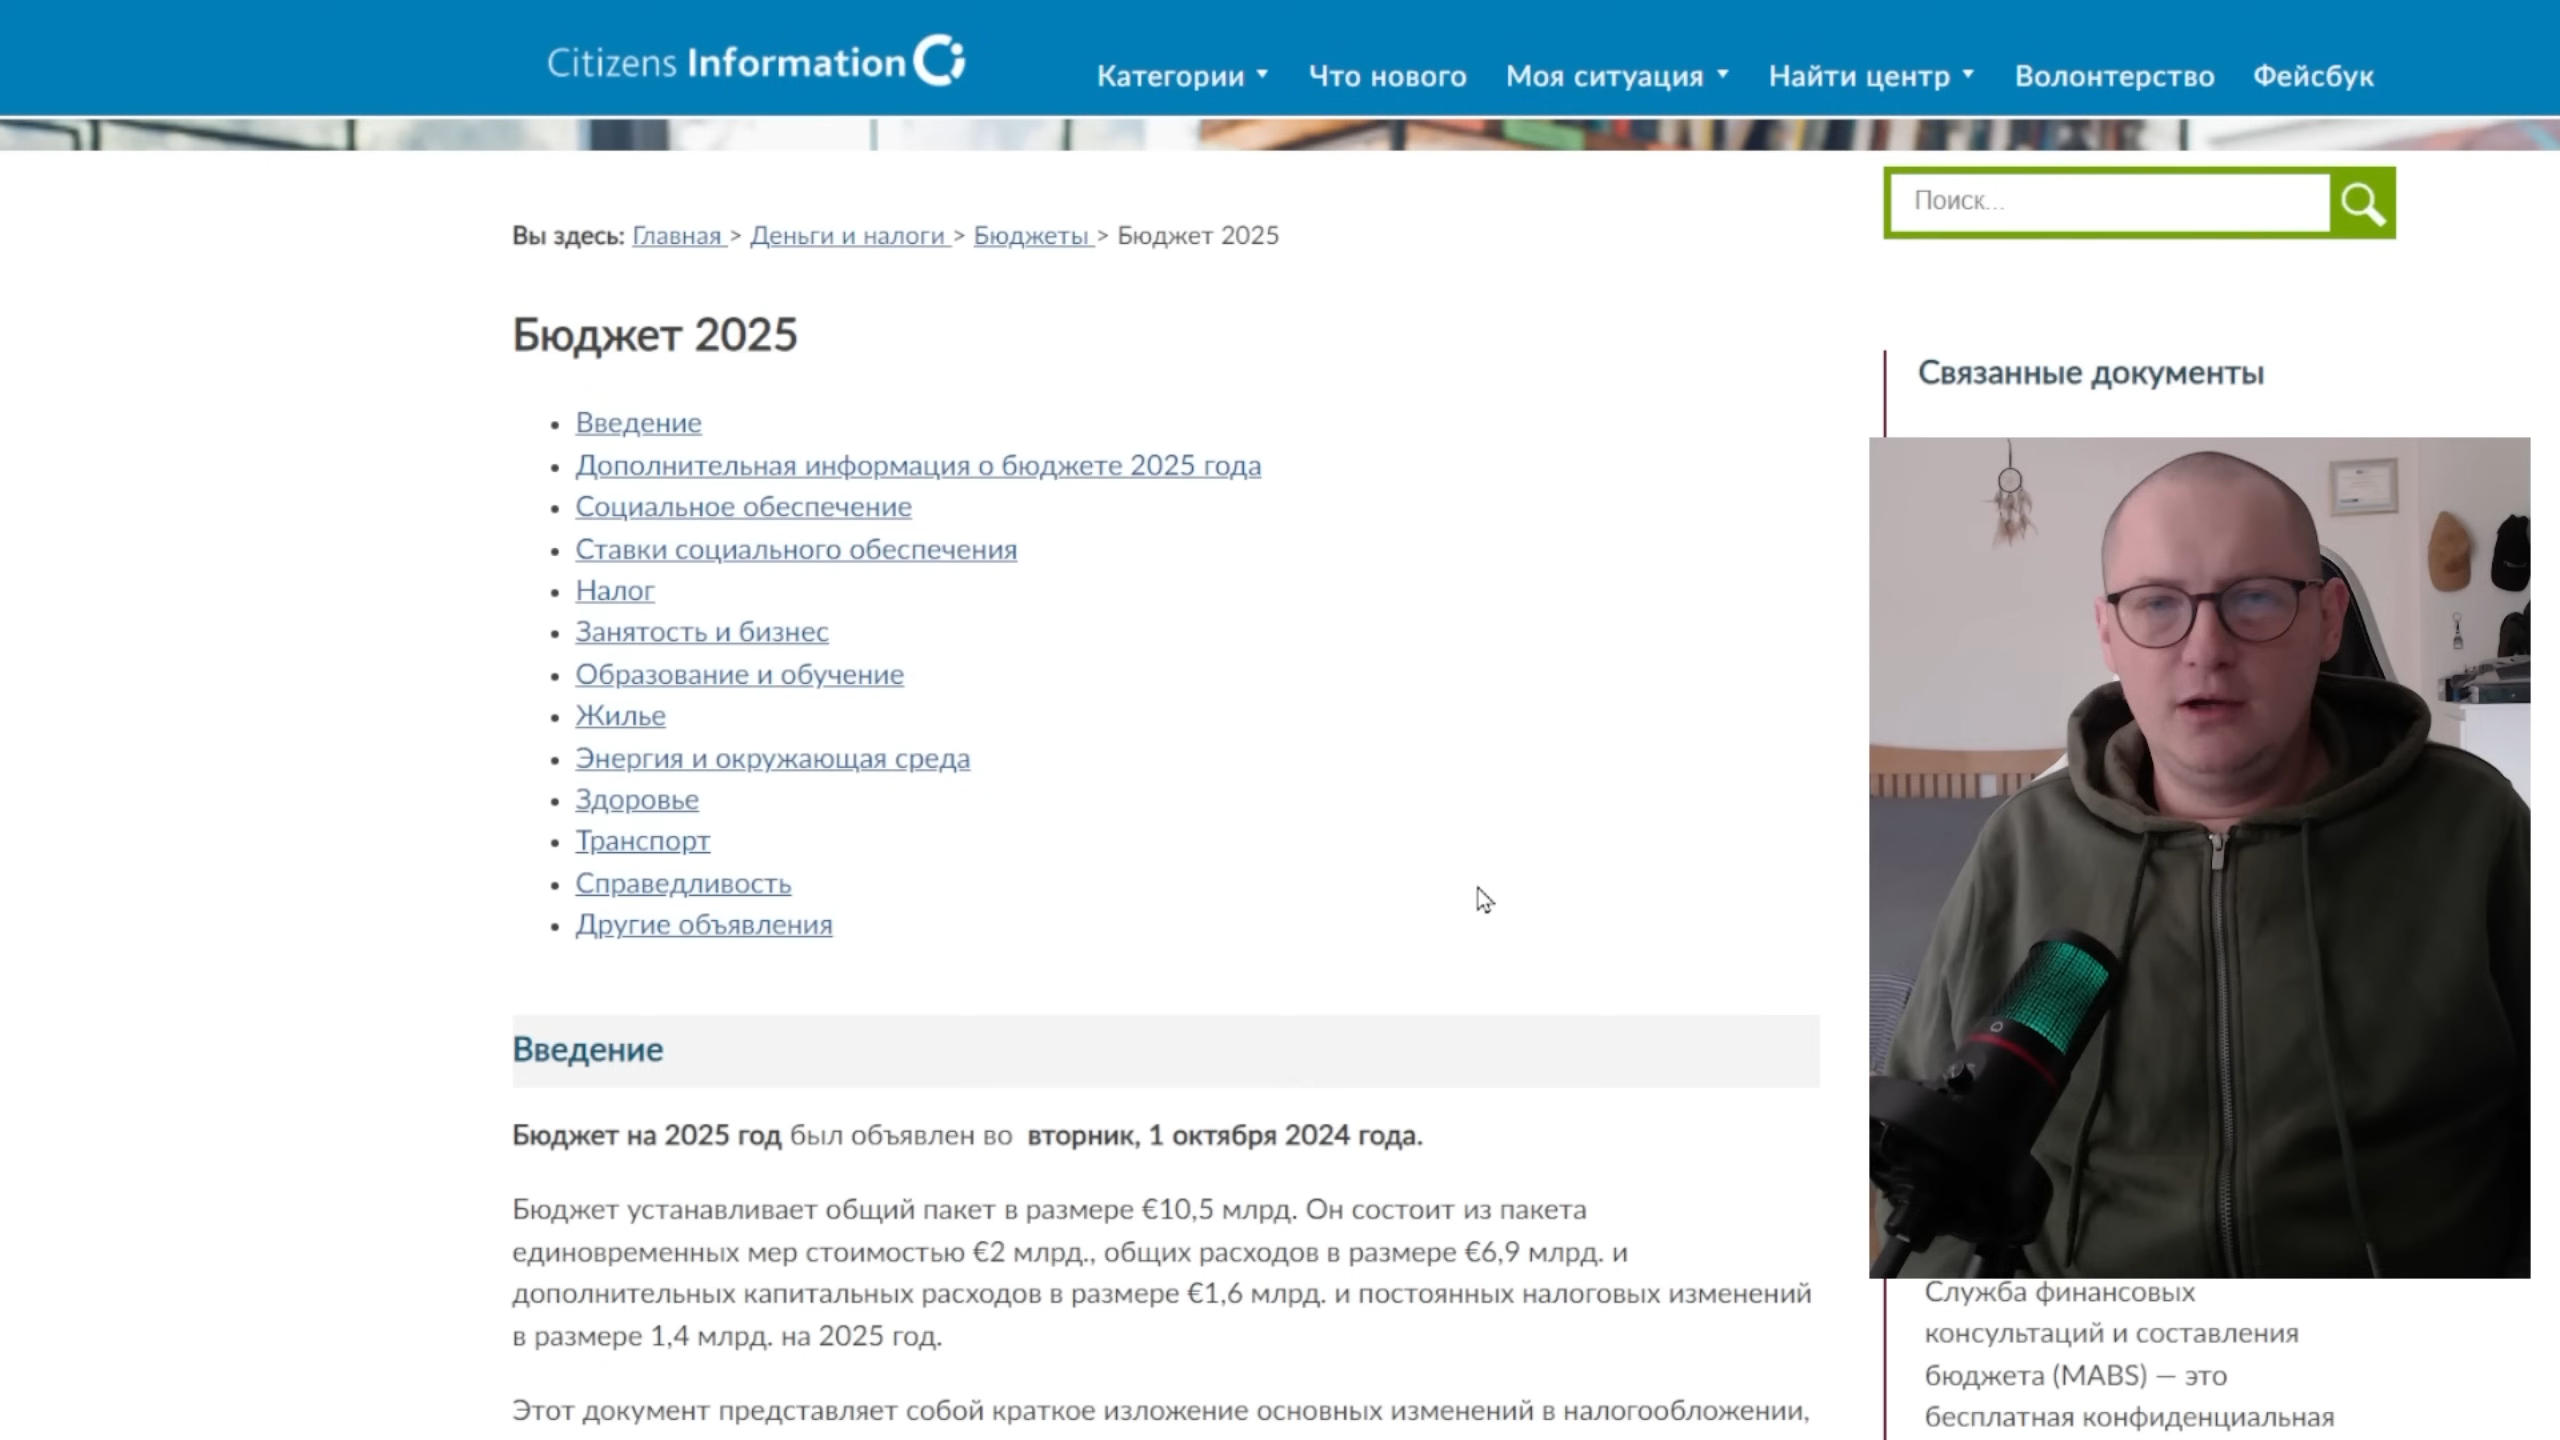 Citizens Information
Категории Что нового Моя ситуация Найти центр Волонтерство Фейсбук
Поиск...
Вы здесь: Главная > Деньги и налоги > Бюджеты > Бюджет 2025
Бюджет 2025
Введение
Дополнительная информация о бюджете 2025 года
Социальное обеспечение
Ставки социального обеспечения
Налог
Занятость и бизнес
Образование и обучение
Жилье
Энергия и окружающая среда
Здоровье
Транспорт
Справедливость
Другие объявления
Введение
Бюджет на 2025 год был объявлен во вторник, 1 октября 2024 года.
Бюджет устанавливает общий пакет в размере €10,5 млрд. Он состоит из пакета
единовременных мер стоимостью €2 млрд., общих расходов в размере €6,9 млрд. и
дополнительных капитальных расходов в размере €1,6 млрд. и постоянных налоговых изменений
в размере 1,4 млрд. на 2025 год.
Этот документ представляет собой краткое изложение основных изменений в налогообложении,
Связанные документы
Служба финансовых
консультаций и составления
бюджета (MABS) — это
бесплатная конфиденциальная